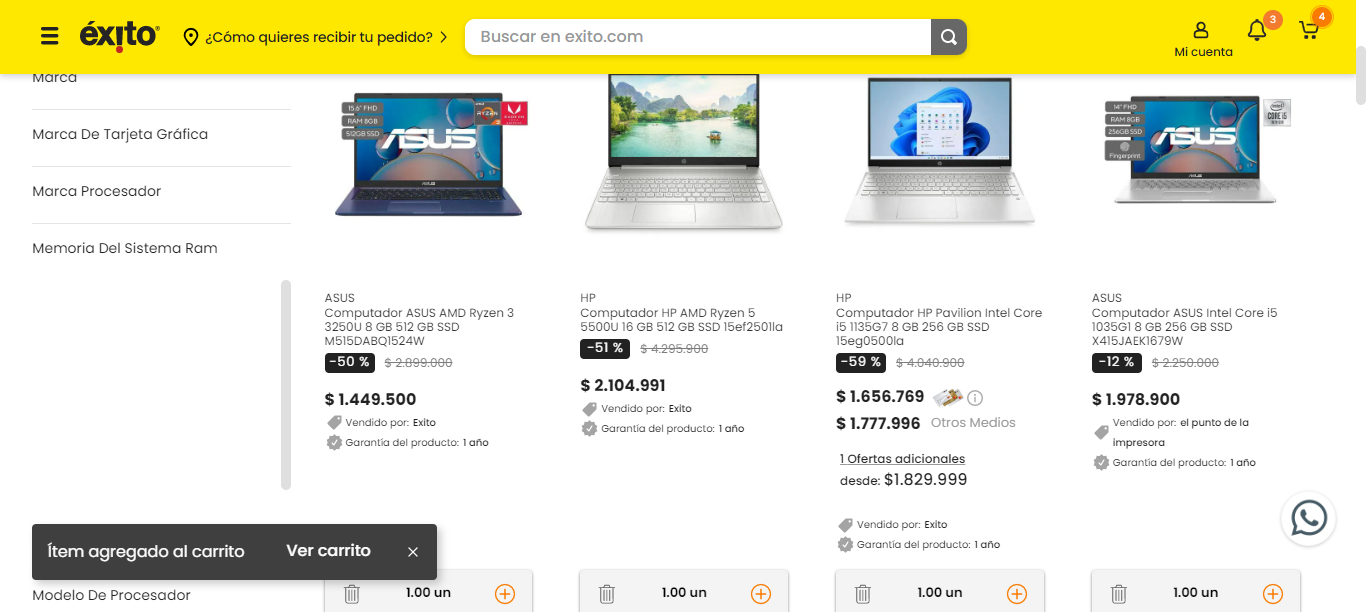 éxito
¿Cómo quieres recibir tu pedido?
Buscar en exito.com
Mi cuenta
3
4
Marca
Marca De Tarjeta Gráfica
Marca Procesador
Memoria Del Sistema Ram
Modelo De Procesador
15.6" FHD
RAM 8GB
512GB SSD
RYZEN
3
ASUS
14" FHD
RAM 8GB
256GB SSD
Fingerprint
ASUS
CORE i5
ASUS
Computador ASUS AMD Ryzen 3
3250U 8 GB 512 GB SSD
M515DABQ1524W
-50 % $ 2.899.000
$ 1.449.500
Vendido por: Exito
Garantía del producto: 1 año
1.00 un
HP
Computador HP AMD Ryzen 5
5500U 16 GB 512 GB SSD 15ef2501la
-51 % $ 4.295.900
$ 2.104.991
Vendido por: Exito
Garantía del producto: 1 año
1.00 un
HP
Computador HP Pavilion Intel Core
i5 1135G7 8 GB 256 GB SSD
15eg0500la
-59 % $ 4.040.900
$ 1.656.769
$ 1.777.996 Otros Medios
1 Ofertas adicionales
desde: $1.829.999
Vendido por: Exito
Garantía del producto: 1 año
1.00 un
ASUS
Computador ASUS Intel Core i5
1035G1 8 GB 256 GB SSD
X415JAEK1679W
-12 % $ 2.250.000
$ 1.978.900
Vendido por: el punto de la
impresora
Garantía del producto: 1 año
1.00 un
Ítem agregado al carrito Ver carrito